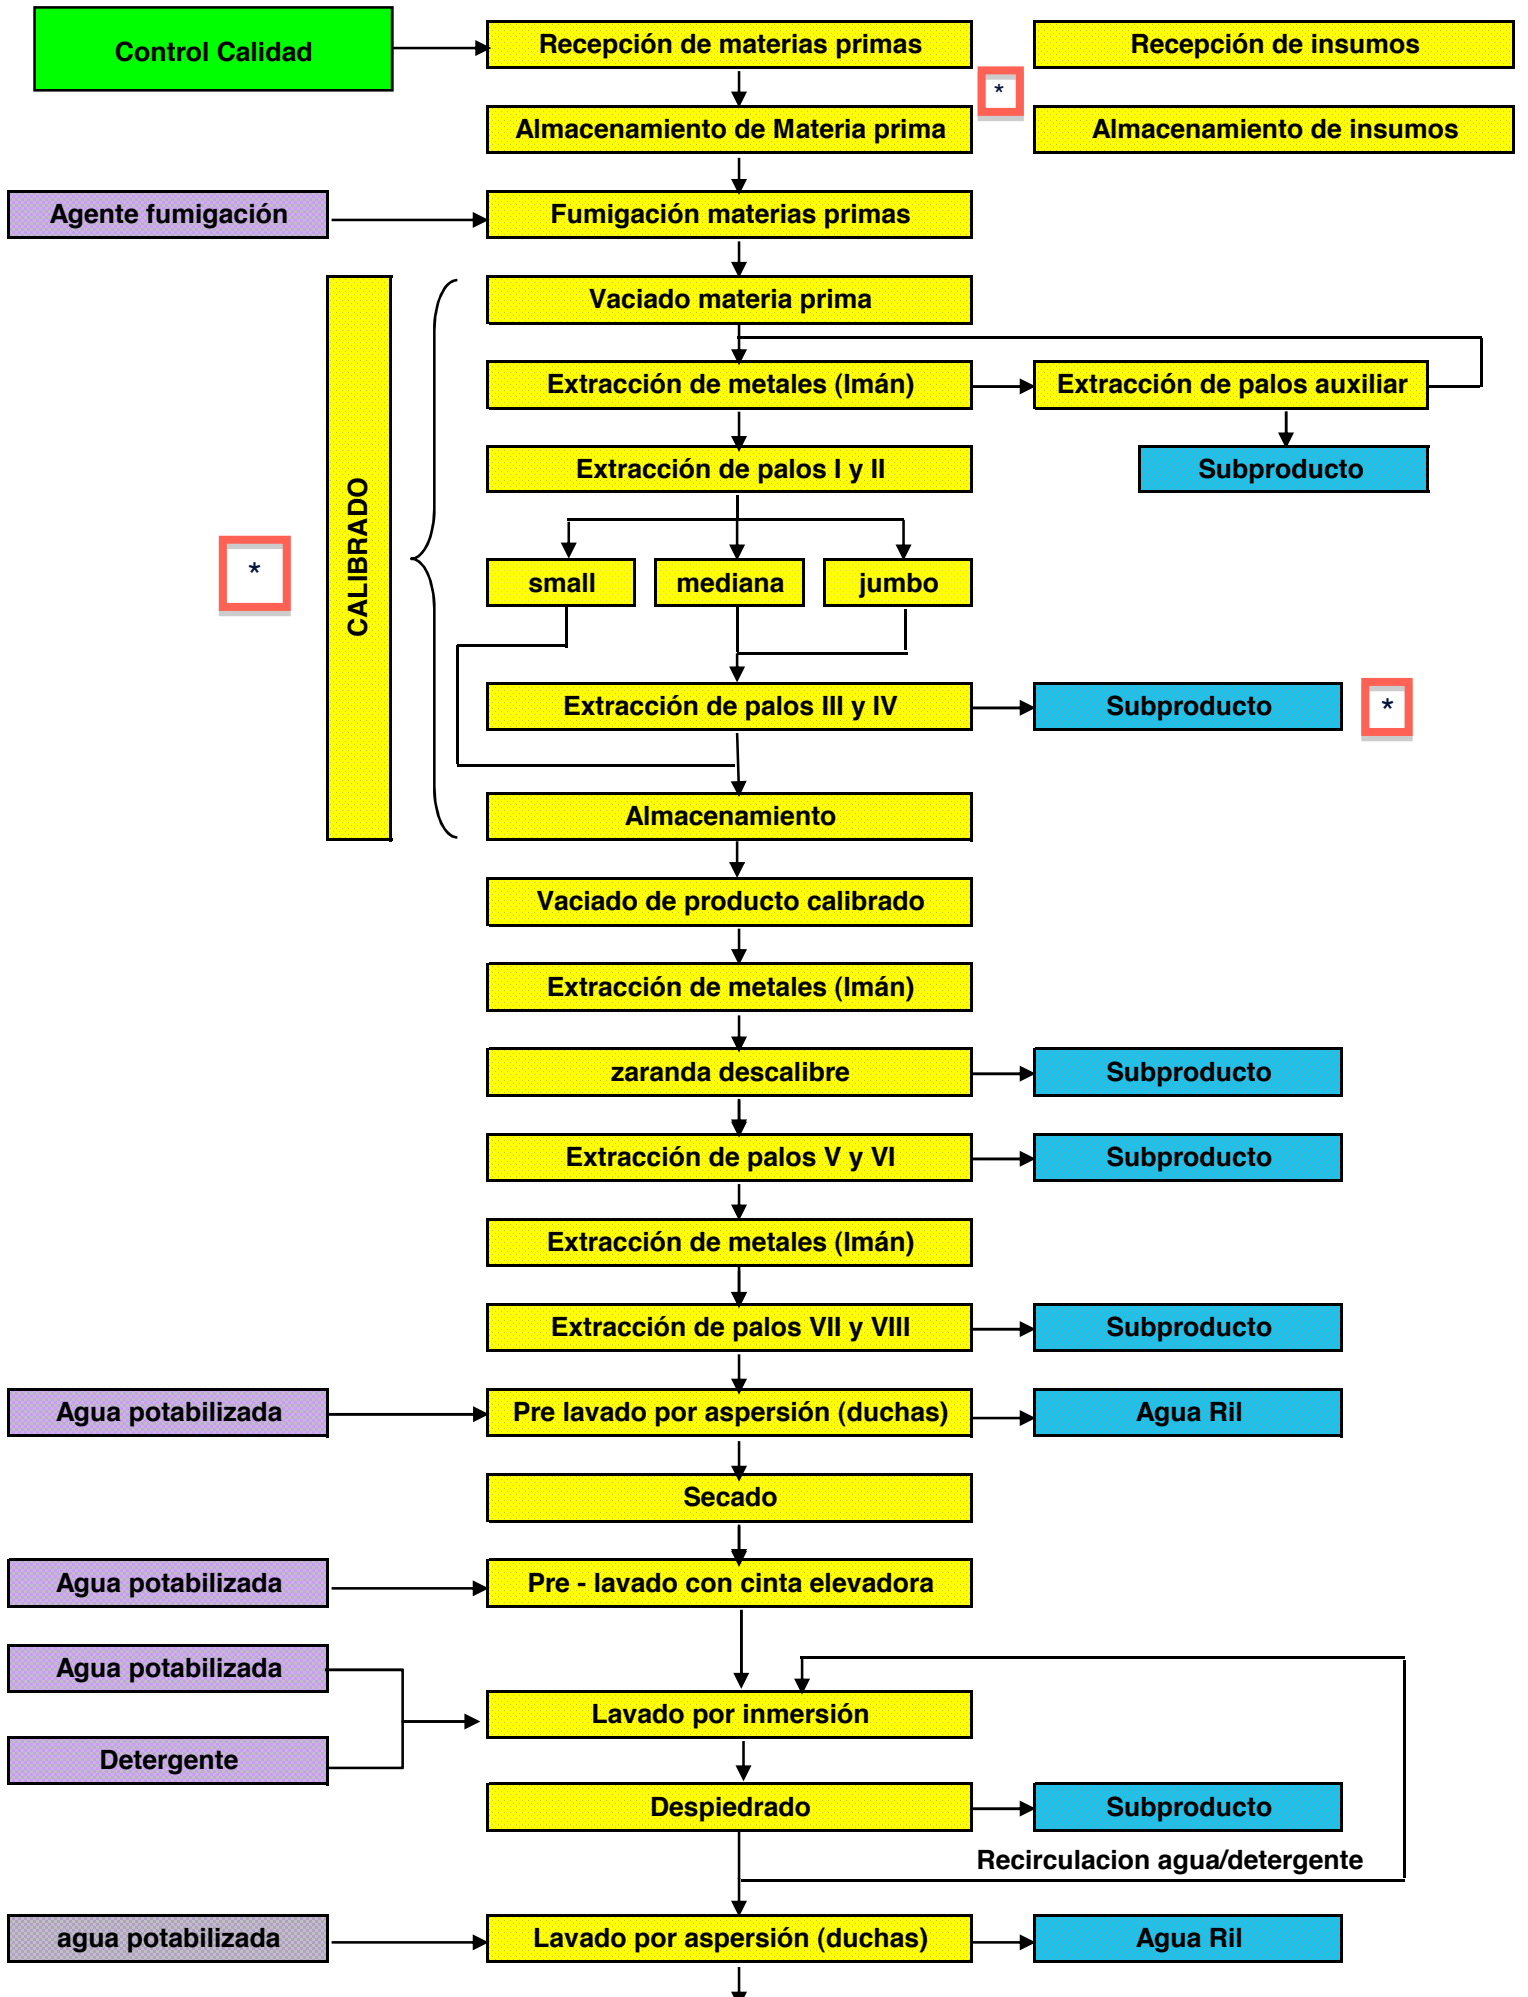 Control Calidad
Recepción de materias primas
Recepción de insumos
*
Almacenamiento de Materia prima
Almacenamiento de insumos
Agente fumigación
Fumigación materias primas
Vaciado materia prima
Extracción de metales (Imán)
Extracción de palos auxiliar
Extracción de palos I y II
Subproducto
CALIBRADO
*
small
mediana
jumbo
Extracción de palos III y IV
Subproducto
*
Almacenamiento
Vaciado de producto calibrado
Extracción de metales (Imán)
zaranda descalibre
Subproducto
Extracción de palos V y VI
Subproducto
Extracción de metales (Imán)
Extracción de palos VII y VIII
Subproducto
Agua potabilizada
Pre lavado por aspersión (duchas)
Agua Ril
Secado
Agua potabilizada
Pre - lavado con cinta elevadora
Agua potabilizada
Lavado por inmersión
Detergente
Despiedrado
Subproducto
Recirculacion agua/detergente
agua potabilizada
Lavado por aspersión (duchas)
Agua Ril